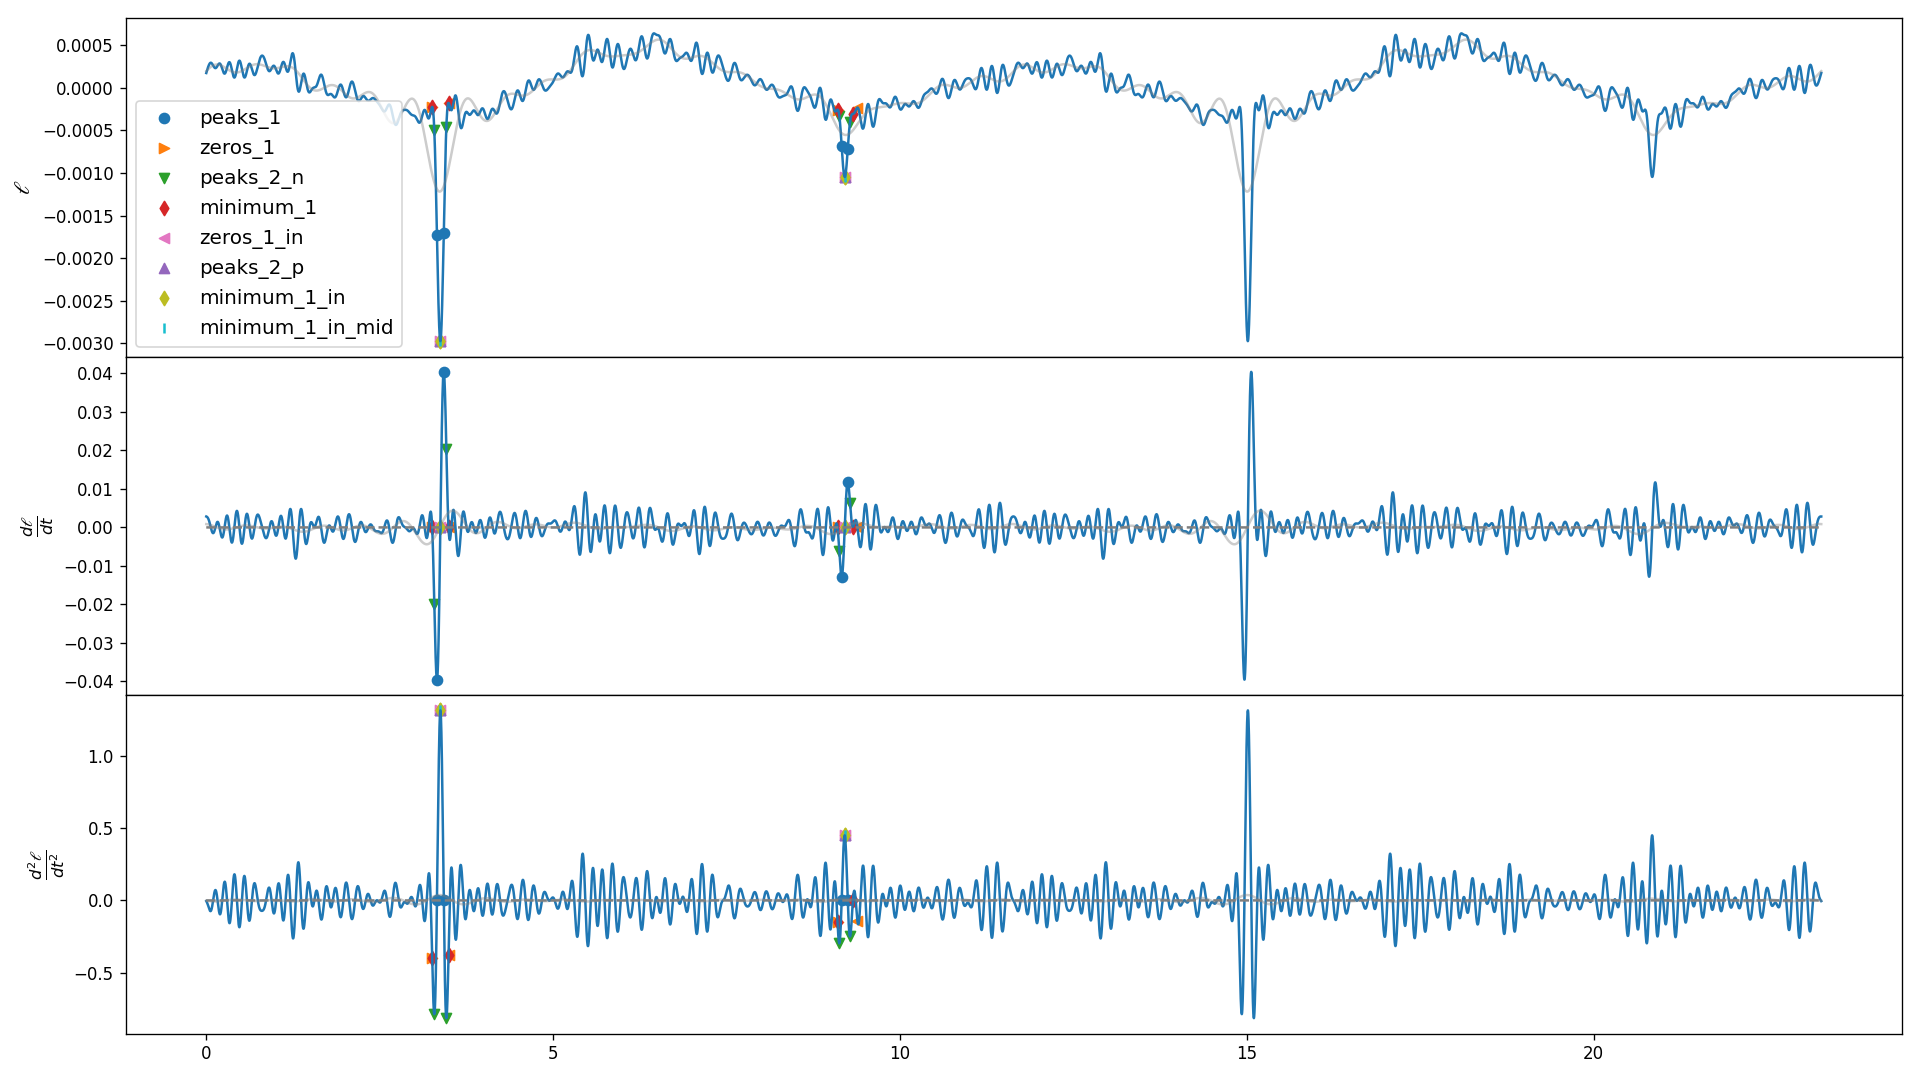 0.0005
0.0000
−0.0005
−0.0010
−0.0015
−0.0020
−0.0025
−0.0030
ℓ
peaks_1
zeros_1
peaks_2_n
minimum_1
zeros_1_in
peaks_2_p
minimum_1_in
minimum_1_in_mid
0.04
0.03
0.02
0.01
0.00
−0.01
−0.02
−0.03
−0.04
dℓ
dt
1.0
0.5
0.0
−0.5
d²ℓ
dt²
0 5 10 15 20